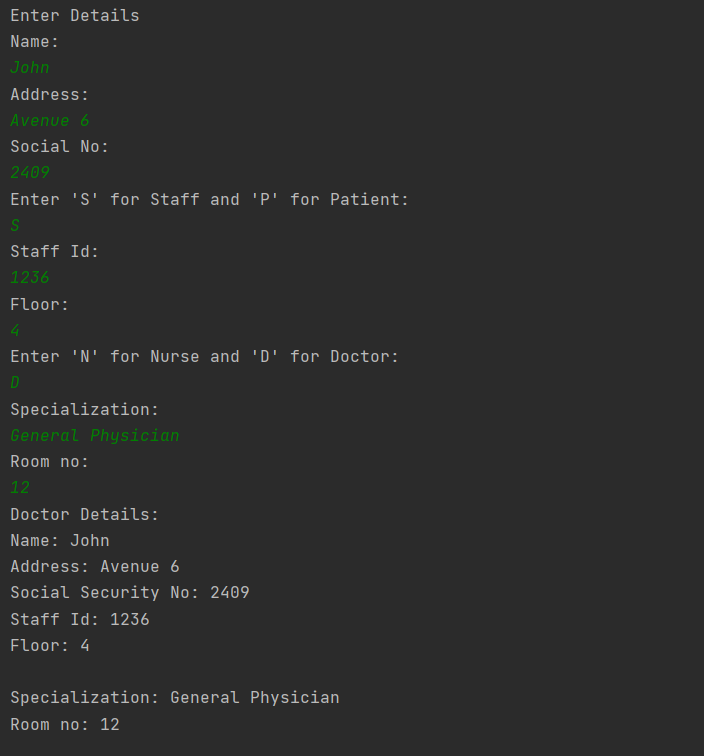 Enter Details
Name:
John
Address:
Avenue 6
Social No:
2409
Enter 'S' for Staff and 'P' for Patient:
S
Staff Id:
1236
Floor:
4
Enter 'N' for Nurse and 'D' for Doctor:
D
Specialization:
General Physician
Room no:
12
Doctor Details:
Name: John
Address: Avenue 6
Social Security No: 2409
Staff Id: 1236
Floor: 4
Specialization: General Physician
Room no: 12